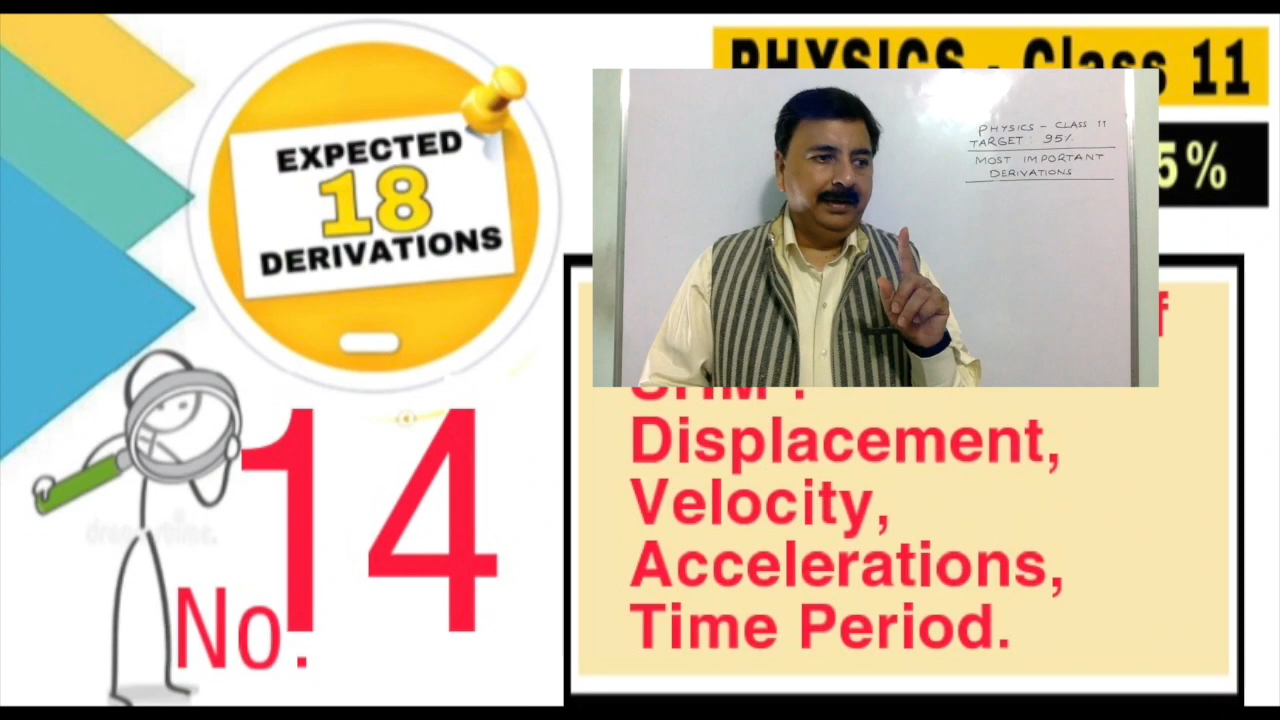 EXPECTED
18
DERIVATIONS
PHYSICS - Class 11
5%
PHYSICS - CLASS 11
TARGET : 95%
MOST IMPORTANT
DERIVATIONS
f
SHM :
Displacement,
Velocity,
Accelerations,
Time Period.
14
No.